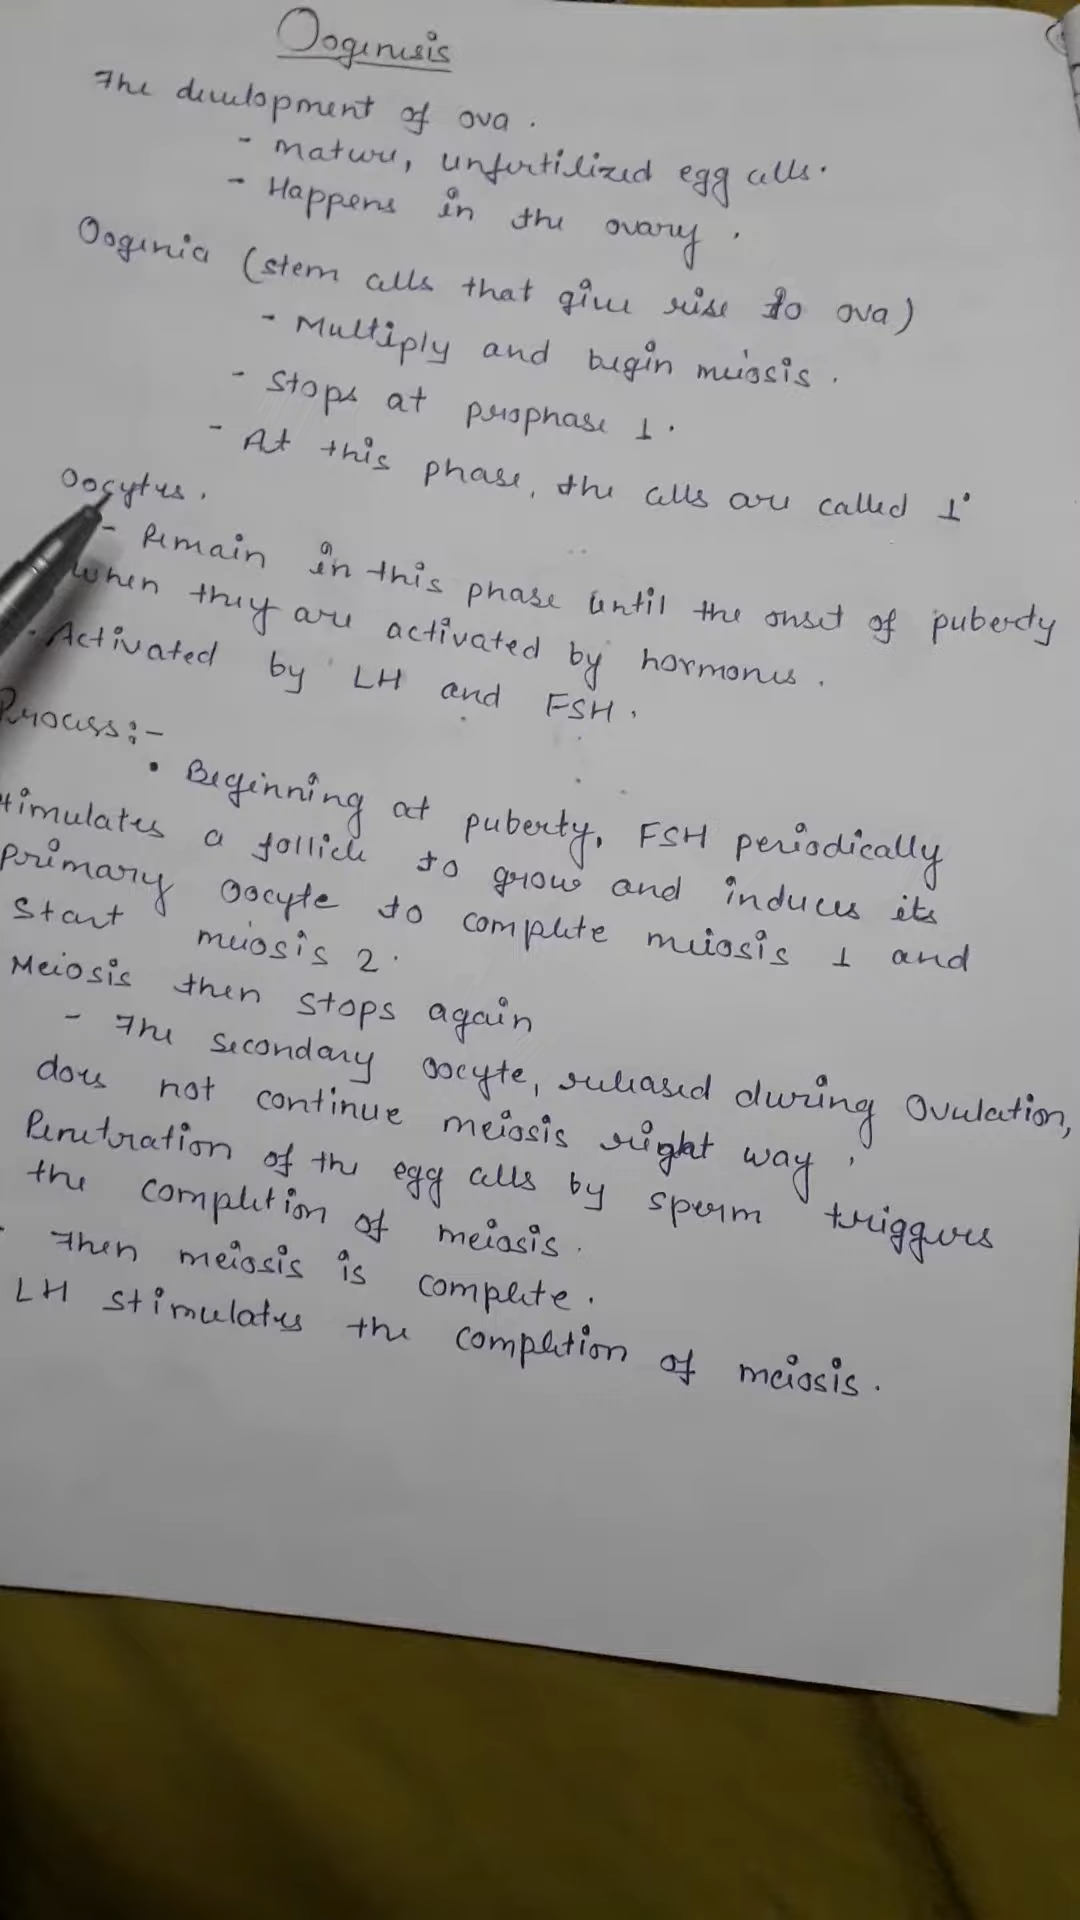 Oogenesis
The development of ova.
- mature, unfertilized egg cells.
- Happens in the ovary.
Oogenia (stem cells that give rise to ova)
- Multiply and begin meiosis.
- Stops at prophase 1.
- At this phase, the cells are called 1°
Oocytes.
- Remain in this phase until the onset of puberty
when they are activated by hormones.
- Activated by LH and FSH.
Process:-
• Beginning at puberty, FSH periodically
stimulates a follicle to grow and induces its
primary oocyte to complete meiosis 1 and
start meiosis 2.
Meiosis then stops again
- The secondary oocyte, released during Ovulation,
does not continue meiosis right way.
Penetration of the egg cells by sperm triggers
the completion of meiosis.
- Then meiosis is complete.
LH stimulates the completion of meiosis.